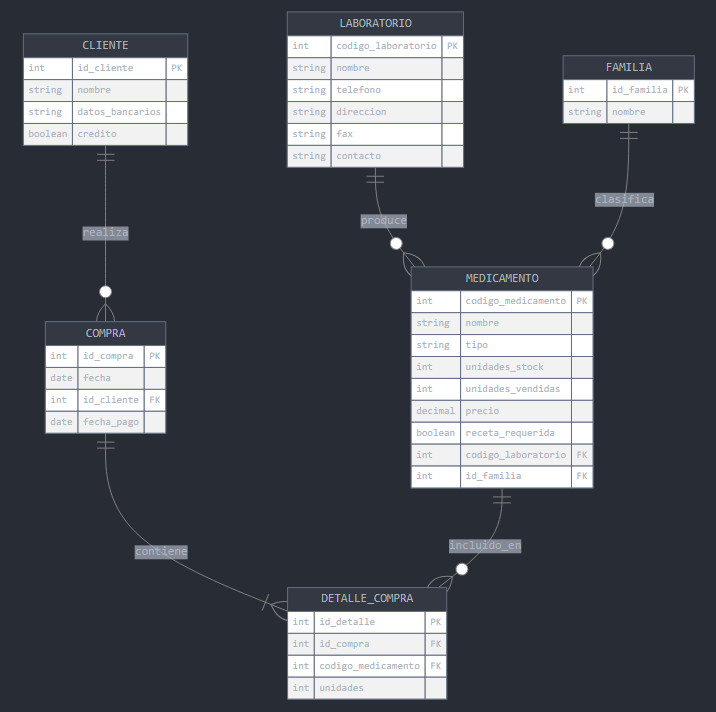 CLIENTE
int id_cliente PK
string nombre
string datos_bancarios
boolean credito
LABORATORIO
int codigo_laboratorio PK
string nombre
string telefono
string direccion
string fax
string contacto
FAMILIA
int id_familia PK
string nombre
realiza
produce
clasifica
COMPRA
int id_compra PK
date fecha
int id_cliente FK
date fecha_pago
MEDICAMENTO
int codigo_medicamento PK
string nombre
string tipo
int unidades_stock
int unidades_vendidas
decimal precio
boolean receta_requerida
int codigo_laboratorio FK
int id_familia FK
contiene
incluido_en
DETALLE_COMPRA
int id_detalle PK
int id_compra FK
int codigo_medicamento FK
int unidades